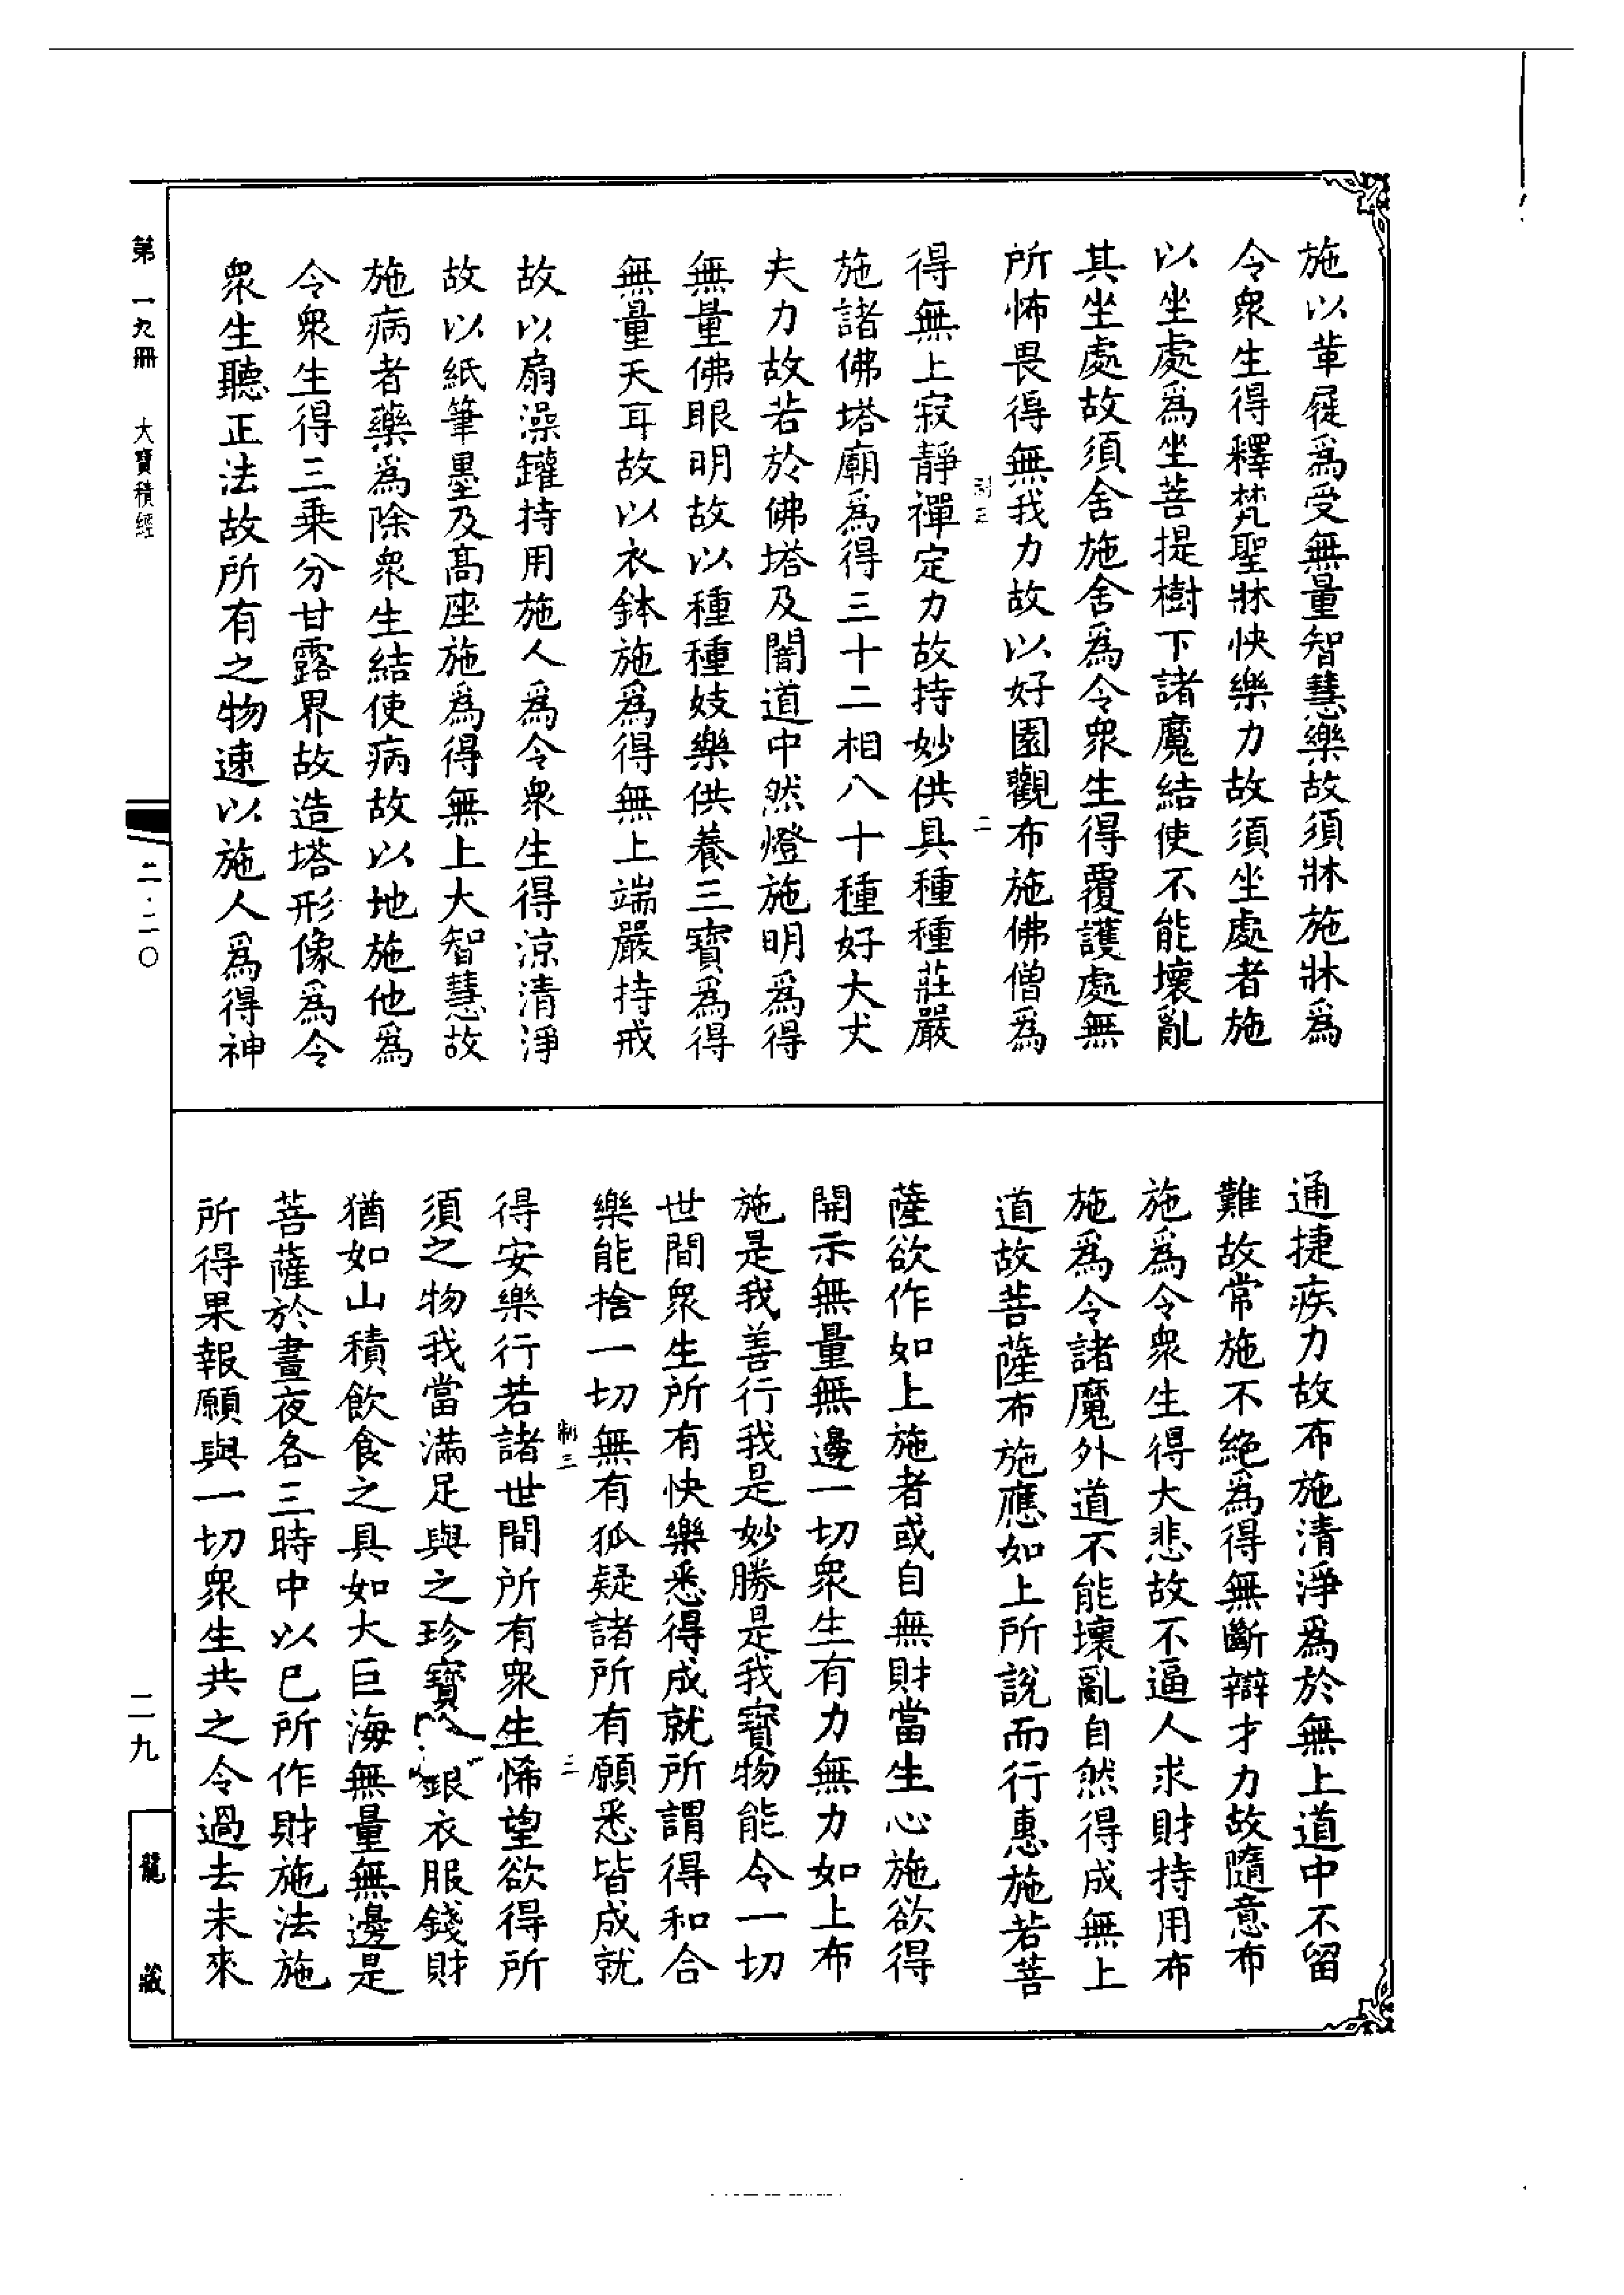 施以革屣爲受無量智慧藥故須牀施牀爲
令衆生得釋梵聖牀快樂力故須坐處者施
以坐處爲坐菩提樹下諸魔結使不能壞亂
其坐處故須舍施舍爲令衆生得覆護處無
所怖畏得無我力故以好園觀布施佛僧爲
制三
二
得無上寂靜禪定力故持妙供具種種莊嚴
施諸佛塔廟爲得三十二相八十種好大丈
夫力故若於佛塔及闇道中然燈施明爲得
無量佛眼明故以種種妓樂供養三寶爲得
無量天耳故以衣鉢施爲得無上端嚴持戒
故以扇澡鑵持用施人爲令衆生得涼清淨
故以紙筆墨及高座施爲得無上大智慧故
施病者藥爲除衆生結使病故以地施他爲
令衆生得三乘分甘露界故造塔形像爲令
衆生聽正法故所有之物速以施人爲得神
通捷疾力故布施清淨爲於無上道中不留
難故常施不絕爲得無斷辯才力故隨意布
施爲令衆生得大悲故不逼人求財持用布
施爲令諸魔外道不能壞亂自然得成無上
道故菩薩布施應如上所說而行惠施若菩
薩欲作如上施者或自無財當生心施欲得
開示無量無邊一切衆生有力無力如上布
施是我善行我是妙勝是我寶物能令一切
世間衆生所有快樂悉得成就所謂得和合
樂能捨一切無有狐疑諸所有願悉皆成就
制三
三
得安樂行若諸世間所有衆生悕望欲得所
須之物我當滿足與之珍寶銀衣服錢財
猶如山積飲食之具如大巨海無量無邊是
菩薩於晝夜各三時中以已所作財施法施
所得果報願與一切衆生共之令過去未來
第一九冊 大寶積經
二·二〇
二九
龍藏